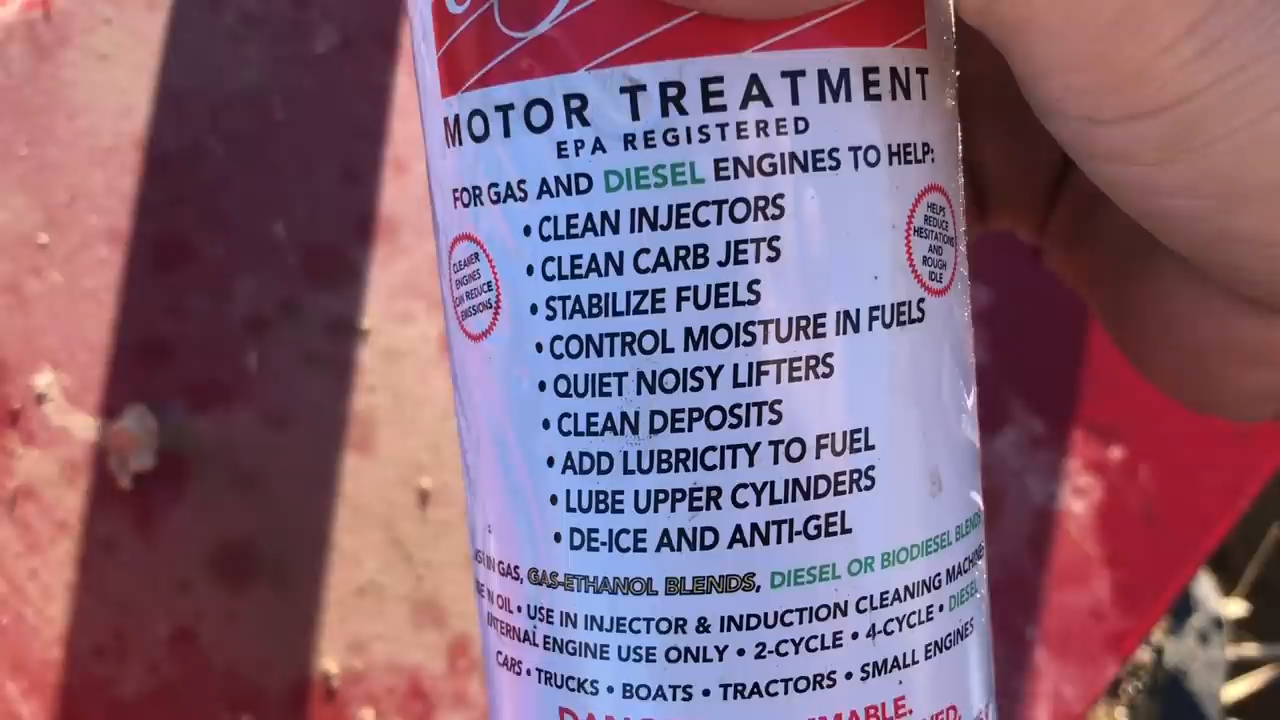 MOTOR TREATMENT
EPA REGISTERED
FOR GAS AND DIESEL ENGINES TO HELP:
• CLEAN INJECTORS
• CLEAN CARB JETS
• STABILIZE FUELS
• CONTROL MOISTURE IN FUELS
• QUIET NOISY LIFTERS
• CLEAN DEPOSITS
• ADD LUBRICITY TO FUEL
• LUBE UPPER CYLINDERS
• DE-ICE AND ANTI-GEL
CLEANER
ENGINES
CAN REDUCE
EMISSIONS
HELPS
REDUCE
HESITATIONS
AND
ROUGH
IDLE
IN GAS, GAS-ETHANOL BLENDS, DIESEL OR BIODIESEL BLENDS
IN OIL • USE IN INJECTOR & INDUCTION CLEANING
INTERNAL ENGINE USE ONLY • 2-CYCLE • 4-CYCLE • DIESEL
CARS • TRUCKS • BOATS • TRACTORS • SMALL ENGINES